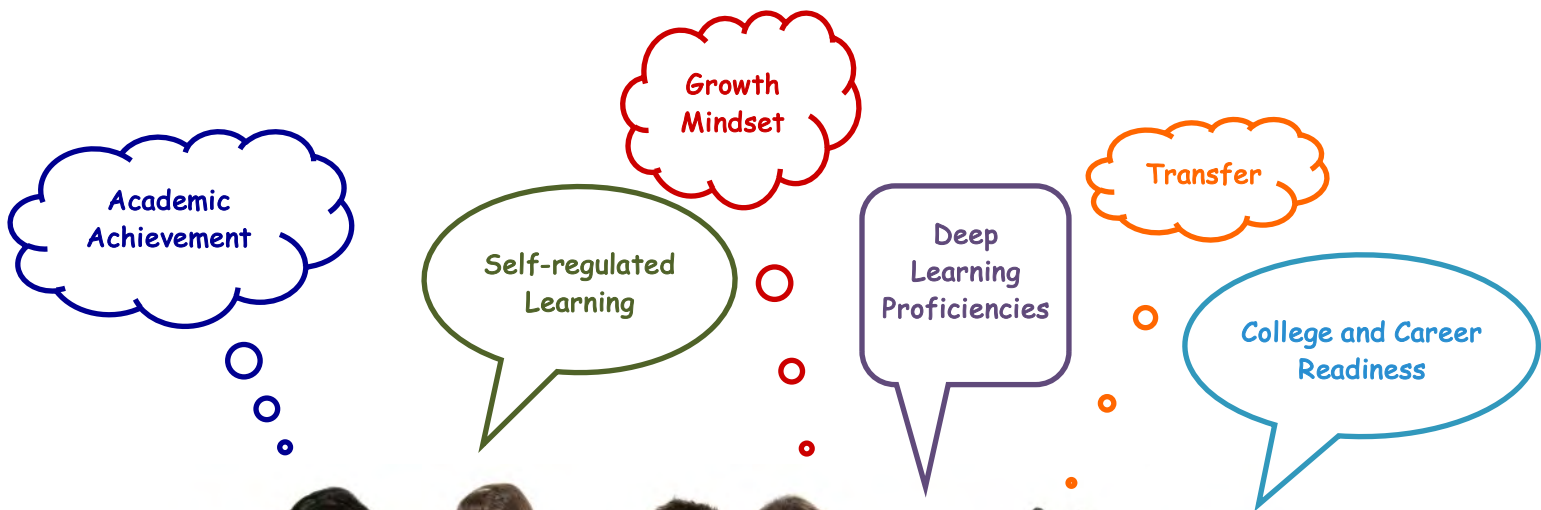 Academic
Achievement
Self-regulated
Learning
Growth
Mindset
Deep
Learning
Proficiencies
Transfer
College and Career
Readiness